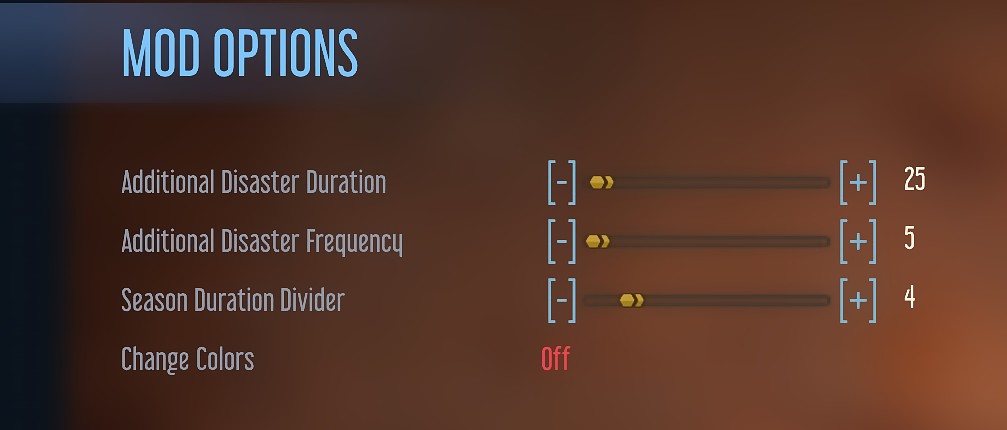 MOD OPTIONS
Additional Disaster Duration [-] [+] 25
Additional Disaster Frequency [-] [+] 5
Season Duration Divider [-] [+] 4
Change Colors Off